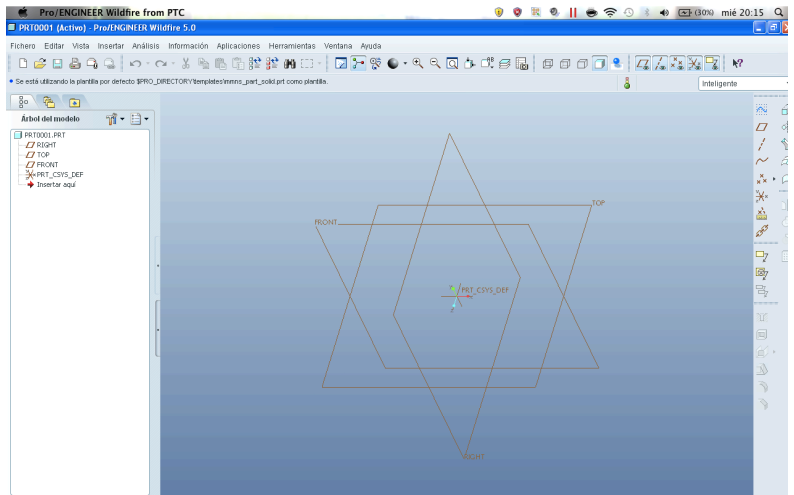 Pro/ENGINEER Wildfire from PTC
(30%) mié 20:15
PRT0001 (Activo) - Pro/ENGINEER Wildfire 5.0
Fichero Editar Vista Insertar Análisis Información Aplicaciones Herramientas Ventana Ayuda
Se está utilizando la plantilla por defecto $PRO_DIRECTORY\templates\mmns_part_solid.prt como plantilla.
Inteligente
Árbol del modelo
PRT0001.PRT
RIGHT
TOP
FRONT
PRT_CSYS_DEF
Insertar aquí
TOP
FRONT
PRT_CSYS_DEF
RIGHT